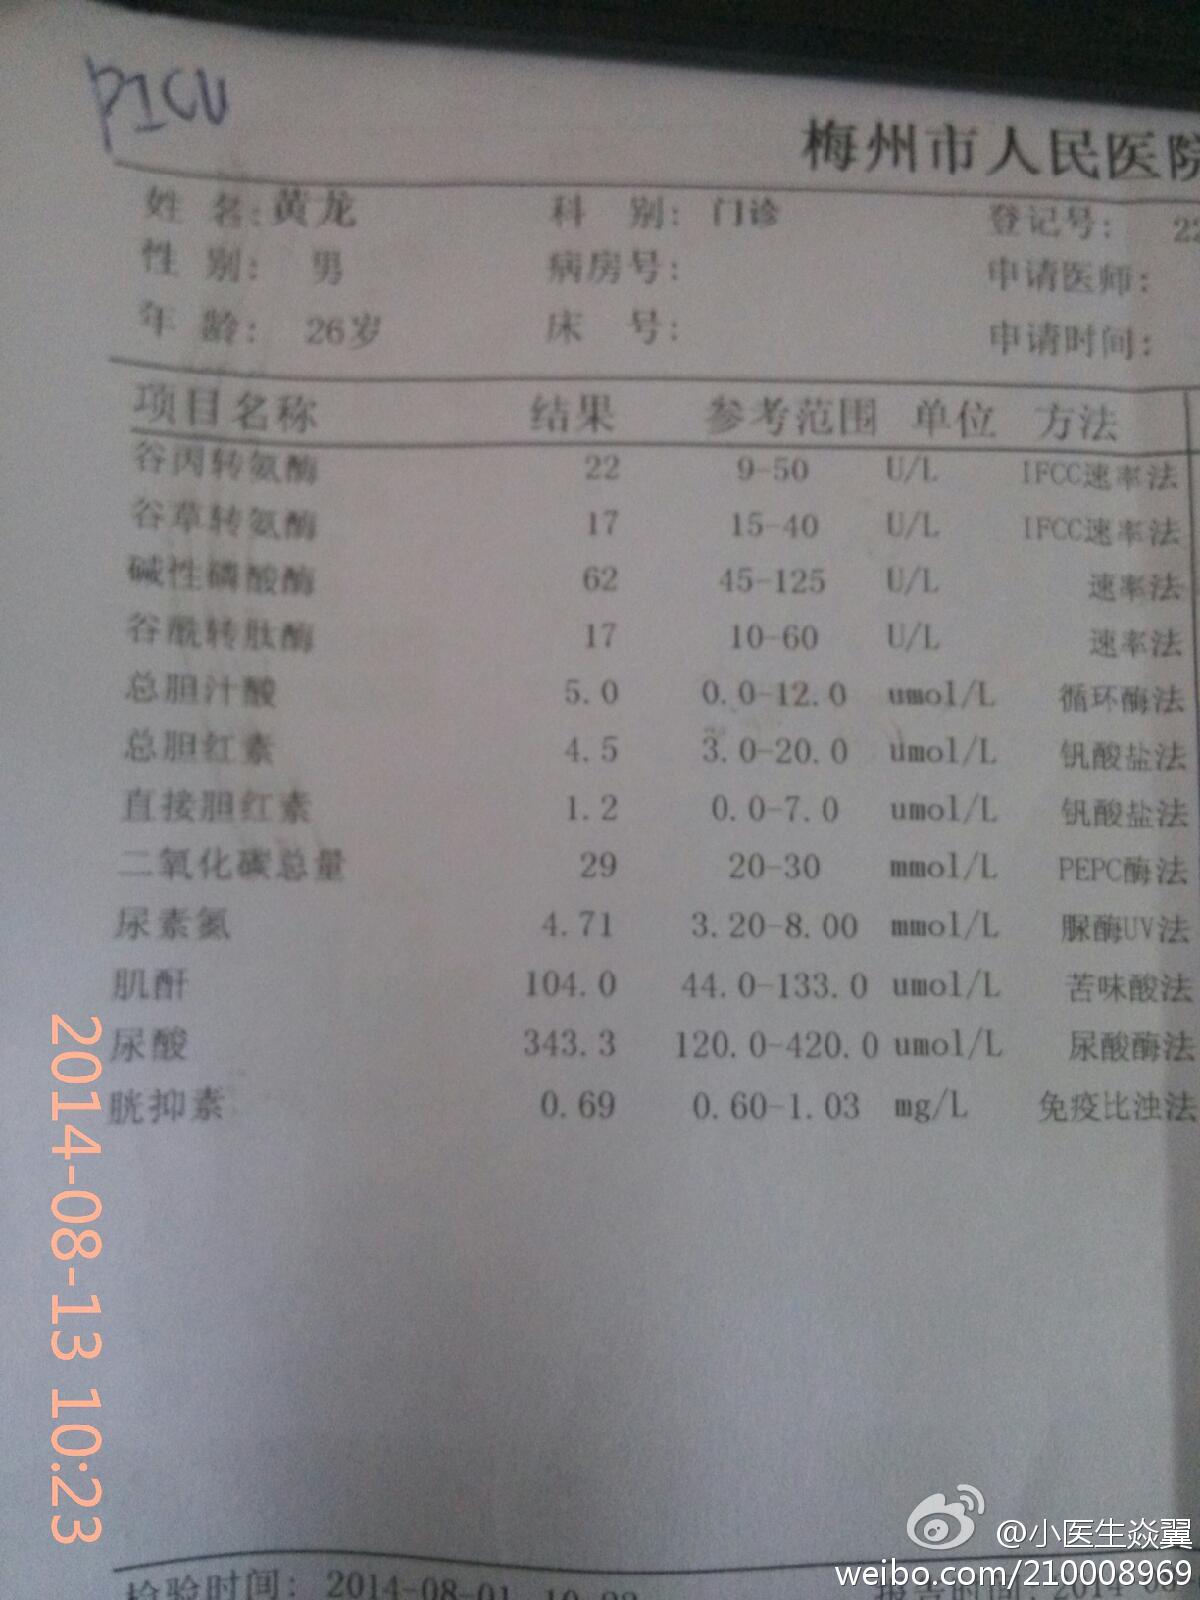 PICU
梅州市人民医院
姓 名: 黄龙 科 别: 门诊 登记号: 22
性 别: 男 病房号: 申请医师:
年 龄: 26岁 床 号: 申请时间:
项目名称 结果 参考范围 单位 方法
谷丙转氨酶 22 9-50 U/L IFCC速率法
谷草转氨酶 17 15-40 U/L IFCC速率法
碱性磷酸酶 62 45-125 U/L 速率法
谷酰转肽酶 17 10-60 U/L 速率法
总胆汁酸 5.0 0.0-12.0 umol/L 循环酶法
总胆红素 4.5 3.0-20.0 umol/L 钒酸盐法
直接胆红素 1.2 0.0-7.0 umol/L 钒酸盐法
二氧化碳总量 29 20-30 mmol/L PEPC酶法
尿素氮 4.71 3.20-8.00 mmol/L 脲酶UV法
肌酐 104.0 44.0-133.0 umol/L 苦味酸法
尿酸 343.3 120.0-420.0 umol/L 尿酸酶法
胱抑素 0.69 0.60-1.03 mg/L 免疫比浊法
2014-08-13 10:23
@小医生焱翼
weibo.com/210008969
检验时间: 2014-08-01